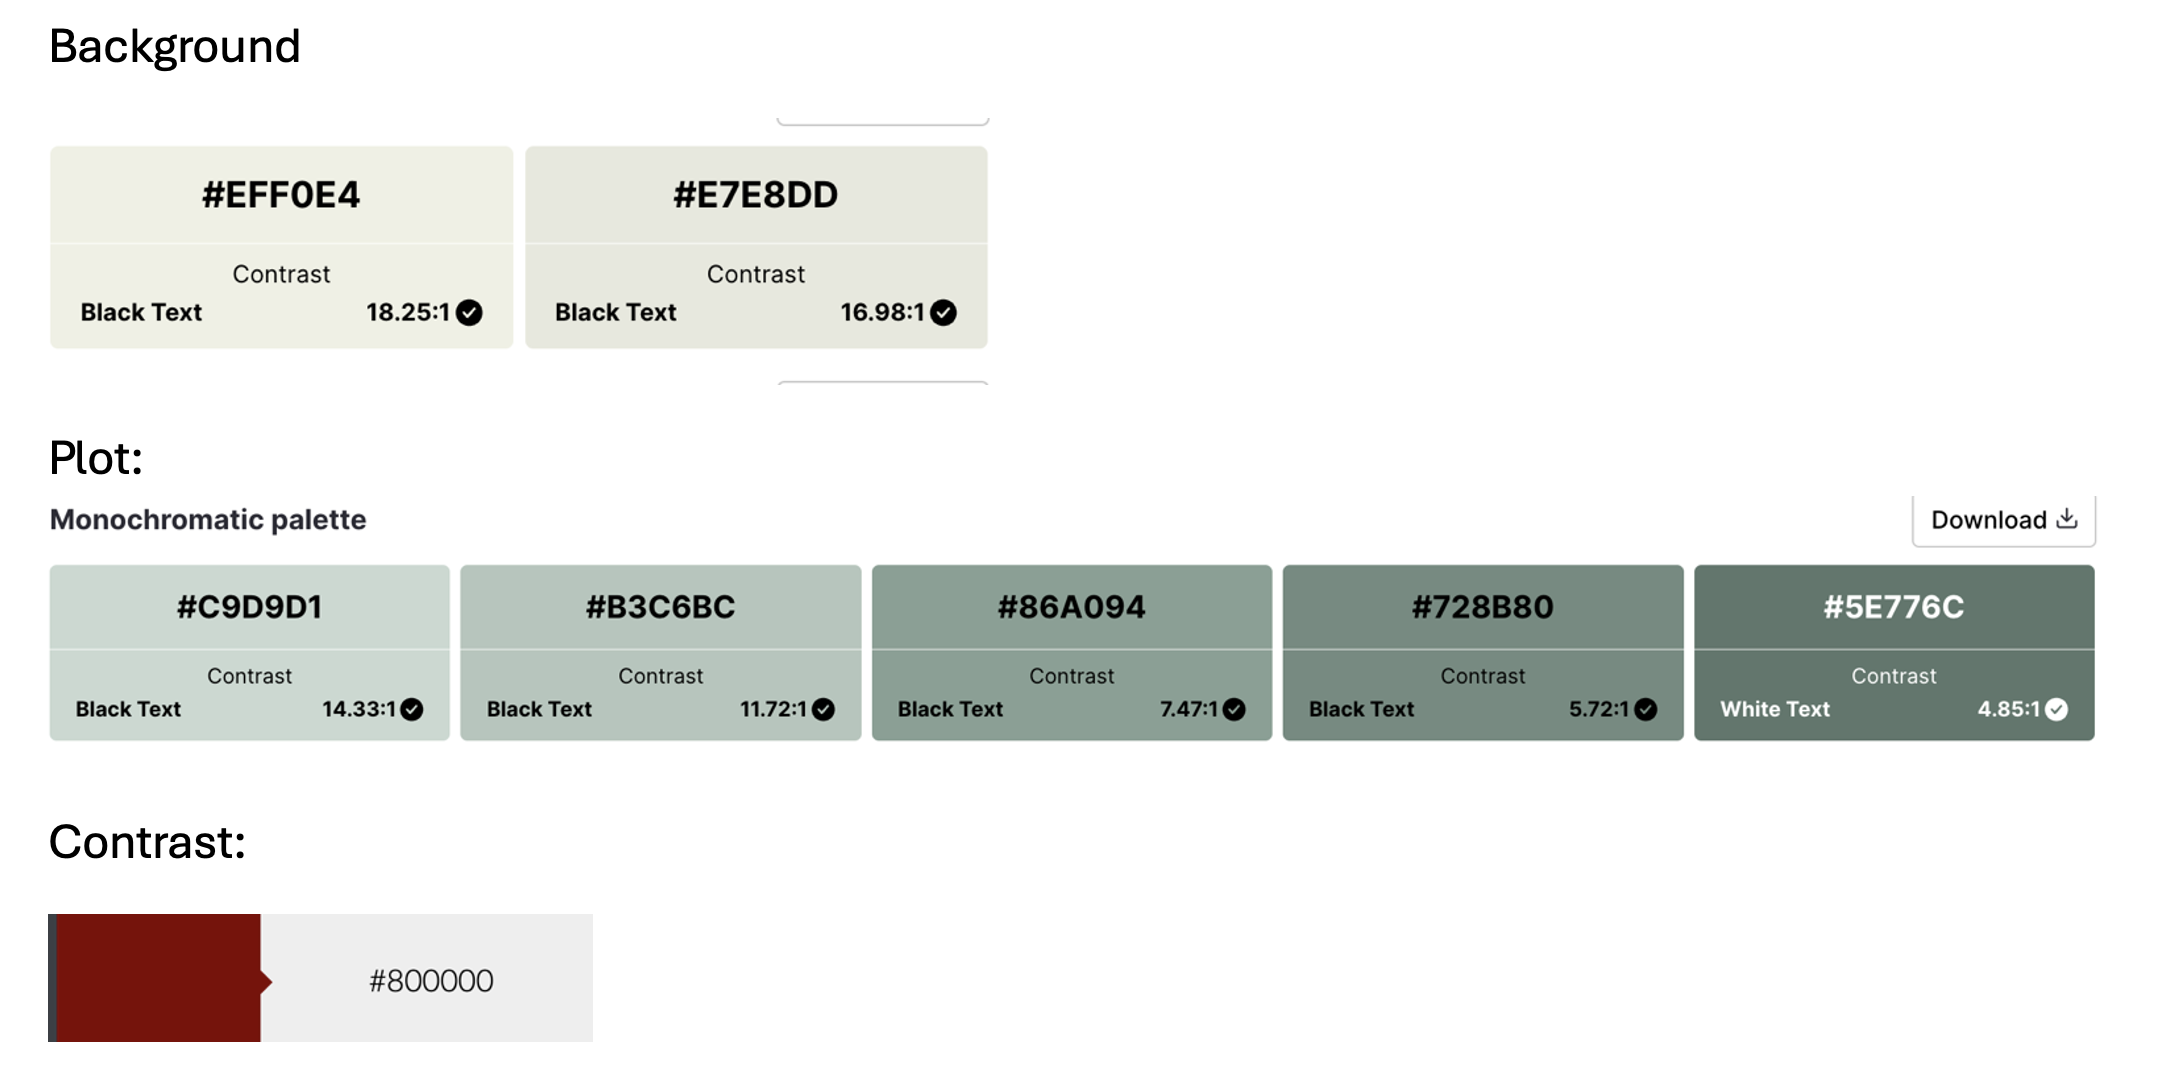 Background
#EFF0E4
#E7E8DD
Contrast
Contrast
Black Text 18.25:1
Black Text 16.98:1
Plot:
Monochromatic palette
Download
#C9D9D1
#B3C6BC
#86A094
#728B80
#5E776C
Contrast
Contrast
Contrast
Contrast
Contrast
Black Text 14.33:1
Black Text 11.72:1
Black Text 7.47:1
Black Text 5.72:1
White Text 4.85:1
Contrast:
#800000